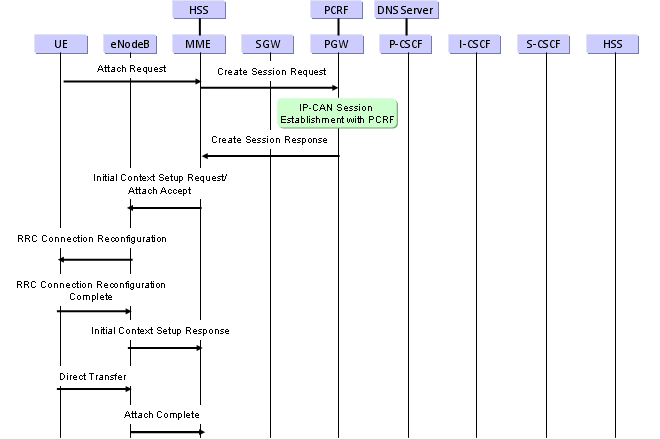 HSS
PCRF
DNS Server
UE
eNodeB
MME
SGW
PGW
P-CSCF
I-CSCF
S-CSCF
HSS
Attach Request
Create Session Request
IP-CAN Session
Establishment with PCRF
Create Session Response
Initial Context Setup Request/
Attach Accept
RRC Connection Reconfiguration
RRC Connection Reconfiguration
Complete
Initial Context Setup Response
Direct Transfer
Attach Complete